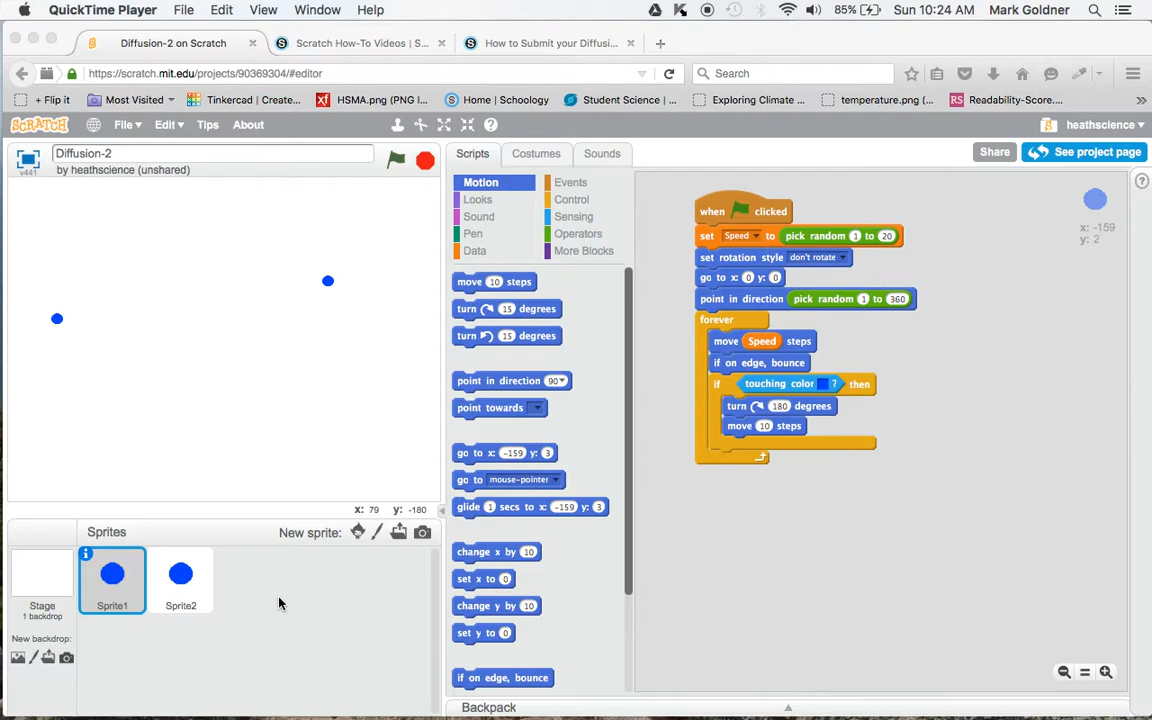 QuickTime Player File Edit View Window Help 85% Sun 10:24 AM Mark Goldner
Diffusion-2 on Scratch Scratch How-To Videos | S... How to Submit your Diffusi...
https://scratch.mit.edu/projects/90369304/#editor Search
+ Flip it Most Visited Tinkercad | Create... HSMA.png (PNG I... Home | Schoology Student Science | ... Exploring Climate ... temperature.png (... RS Readability-Score....
SCRATCH File Edit Tips About heathscience
Diffusion-2
by heathscience (unshared)
v441
Scripts Costumes Sounds Share See project page
Motion Events
Looks Control
Sound Sensing
Pen Operators
Data More Blocks
move 10 steps
turn 15 degrees
turn 15 degrees
point in direction 90
point towards
go to x: -159 y: 3
go to mouse-pointer
glide 1 secs to x: -159 y: 3
change x by 10
set x to 0
change y by 10
set y to 0
if on edge, bounce
when clicked
set Speed to pick random 1 to 20
set rotation style don't rotate
go to x: 0 y: 0
point in direction pick random 1 to 360
forever
move Speed steps
if on edge, bounce
if touching color ? then
turn 180 degrees
move 10 steps
x: -159
y: 2
x: 79 y: -180
Sprites New sprite:
Stage
1 backdrop
New backdrop:
Sprite1 Sprite2
Backpack